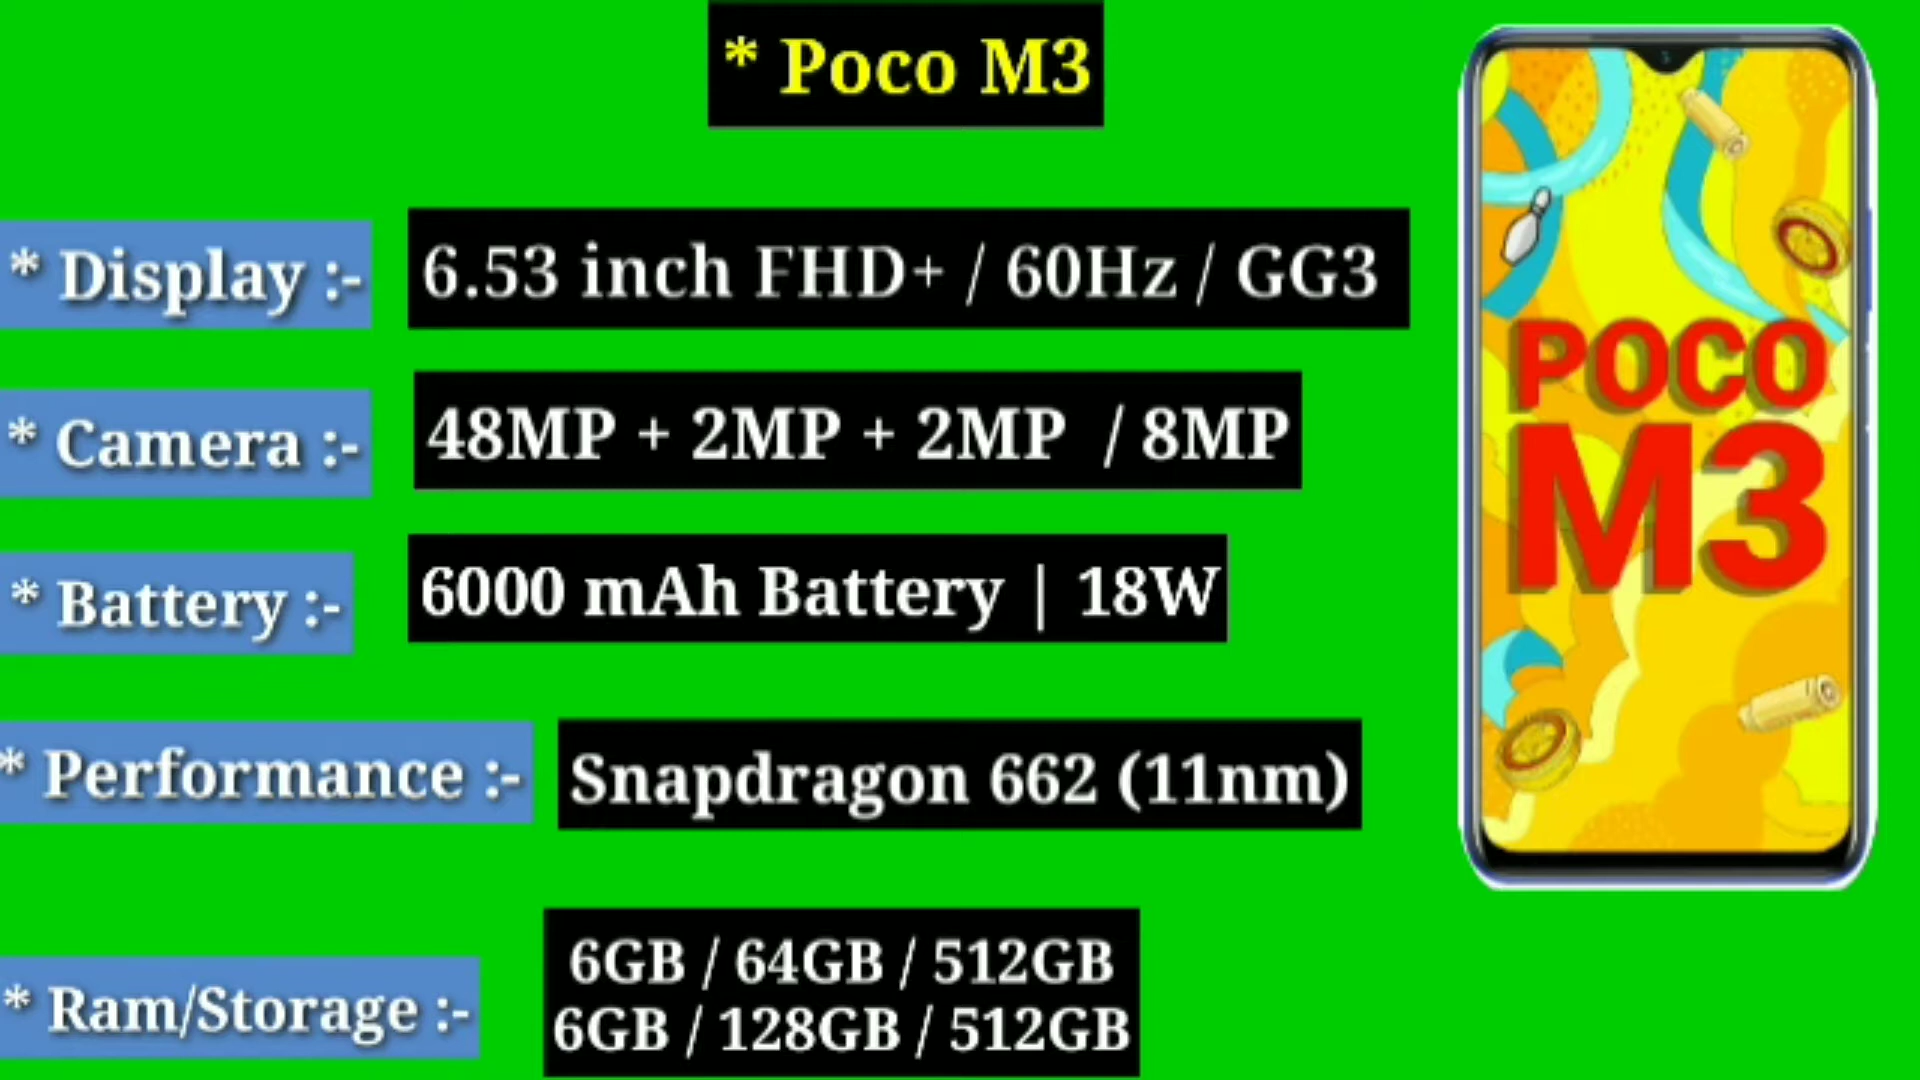 * Poco M3
* Display :- 6.53 inch FHD+ / 60Hz / GG3
* Camera :- 48MP + 2MP + 2MP / 8MP
* Battery :- 6000 mAh Battery | 18W
* Performance :- Snapdragon 662 (11nm)
* Ram/Storage :- 6GB / 64GB / 512GB
6GB / 128GB / 512GB
POCO
M3